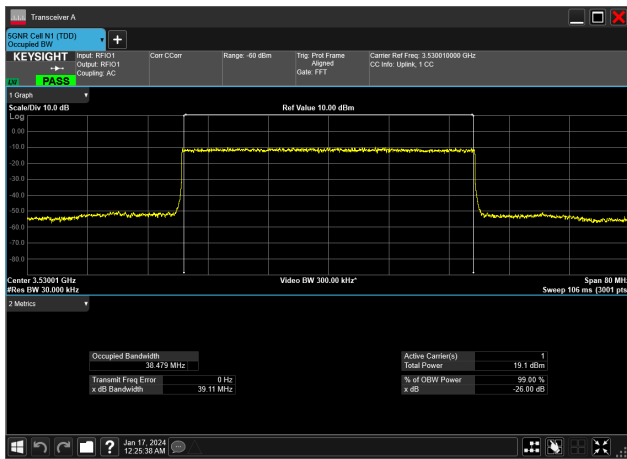 Transceiver A
5GNR Cell N1 (TDD)
Occupied BW
KEYSIGHT
LNI
PASS
Input: RFIO1
Output: RFIO1
Coupling: AC
Corr CCorr
Range: -60 dBm
Trig: Prot Frame
Aligned
Gate: FFT
Carrier Ref Freq: 3.530010000 GHz
CC Info: Uplink, 1 CC
1 Graph
Scale/Div 10.0 dB
Ref Value 10.00 dBm
Log
0.00
-10.0
-20.0
-30.0
-40.0
-50.0
-60.0
-70.0
-80.0
Center 3.53001 GHz
Video BW 300.00 kHz*
Span 80 MHz
#Res BW 30.000 kHz
Sweep 106 ms (3001 pts)
2 Metrics
Occupied Bandwidth
38.479 MHz
Transmit Freq Error 0 Hz
x dB Bandwidth 39.11 MHz
Active Carrier(s) 1
Total Power 19.1 dBm
% of OBW Power 99.00 %
x dB -26.00 dB
Jan 17, 2024
12:25:38 AM